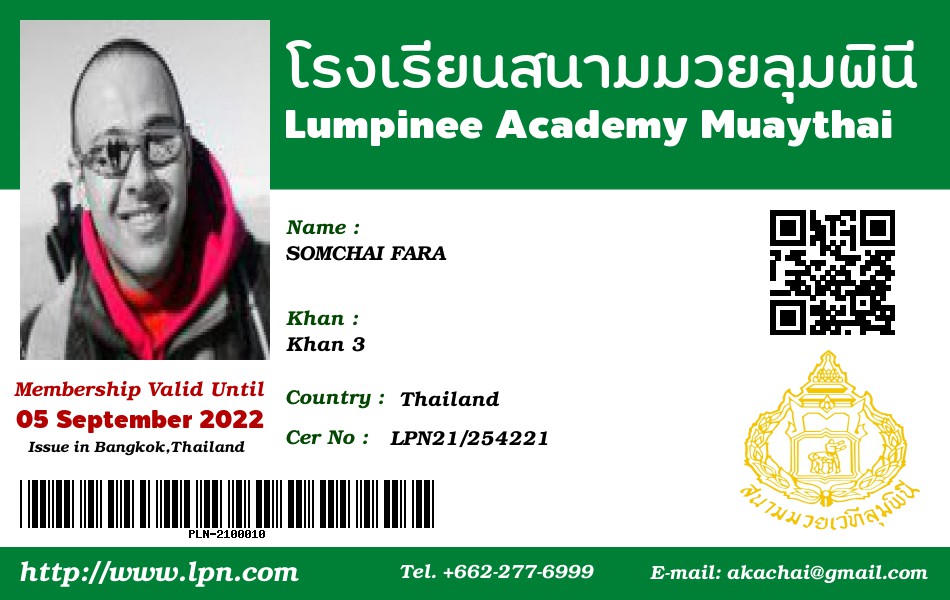 โรงเรียนสนามมวยลุมพินี
Lumpinee Academy Muaythai
Name :
SOMCHAI FARA
Khan :
Khan 3
Country : Thailand
Cer No : LPN21/254221
Membership Valid Until
05 September 2022
Issue in Bangkok,Thailand
PLN-2100010
สนามมวยเวทีลุมพินี
http://www.lpn.com
Tel. +662-277-6999
E-mail: akachai@gmail.com